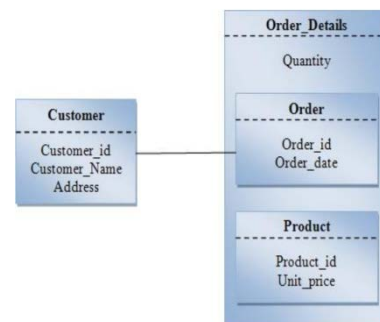 Order_Details
Quantity
Customer
Customer_id
Customer_Name
Address
Order
Order_id
Order_date
Product
Product_id
Unit_price